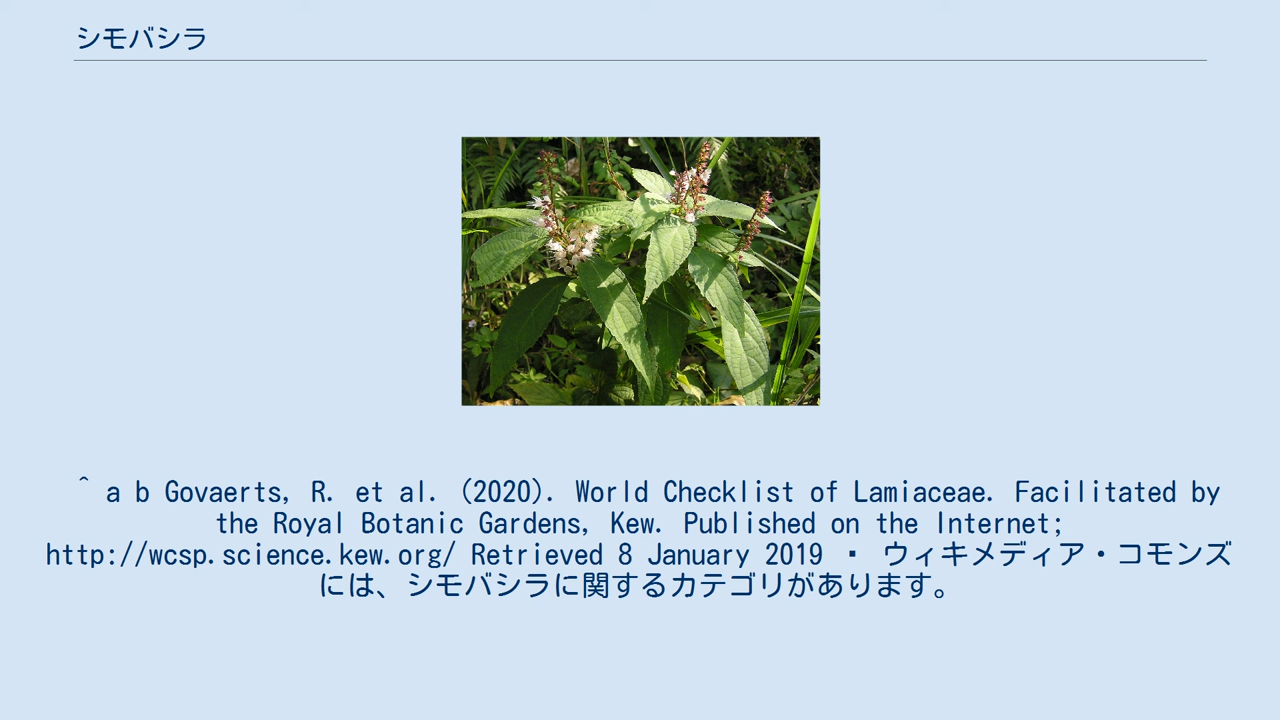 シモバシラ
^ a b Govaerts, R. et al. (2020). World Checklist of Lamiaceae. Facilitated by
the Royal Botanic Gardens, Kew. Published on the Internet;
http://wcsp.science.kew.org/ Retrieved 8 January 2019 ▪ ウィキメディア・コモンズ
には、シモバシラに関するカテゴリがあります。